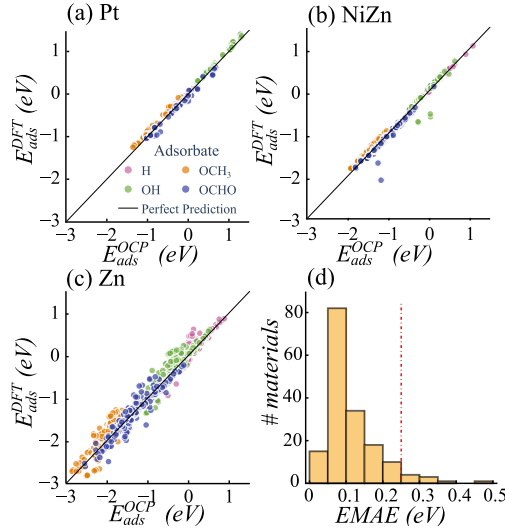 (a) Pt
E_ads^DFT (eV)
1
0
−1
−2
−3
Adsorbate
H
OCH₃
OH
OCHO
Perfect Prediction
−3 −2 −1 0 1
E_ads^OCP (eV)
(b) NiZn
E_ads^DFT (eV)
1
0
−1
−2
−3
−3 −2 −1 0 1
E_ads^OCP (eV)
(c) Zn
E_ads^DFT (eV)
1
0
−1
−2
−3
−3 −2 −1 0 1
E_ads^OCP (eV)
(d)
# materials
80
40
20
0
0.0 0.1 0.2 0.3 0.4 0.5
EMAE (eV)